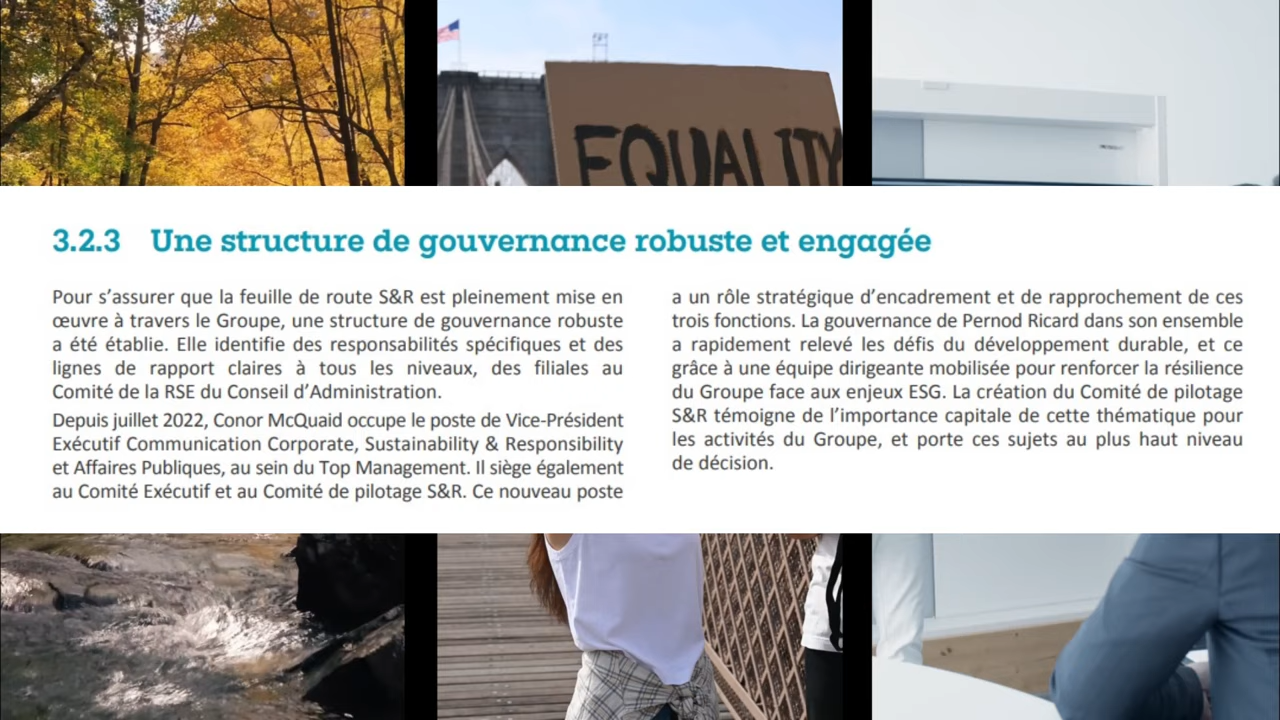 EQUALITY
3.2.3 Une structure de gouvernance robuste et engagée
Pour s’assurer que la feuille de route S&R est pleinement mise en
œuvre à travers le Groupe, une structure de gouvernance robuste
a été établie. Elle identifie des responsabilités spécifiques et des
lignes de rapport claires à tous les niveaux, des filiales au
Comité de la RSE du Conseil d’Administration.
Depuis juillet 2022, Conor McQuaid occupe le poste de Vice-Président
Exécutif Communication Corporate, Sustainability & Responsibility
et Affaires Publiques, au sein du Top Management. Il siège également
au Comité Exécutif et au Comité de pilotage S&R. Ce nouveau poste
a un rôle stratégique d’encadrement et de rapprochement de ces
trois fonctions. La gouvernance de Pernod Ricard dans son ensemble
a rapidement relevé les défis du développement durable, et ce
grâce à une équipe dirigeante mobilisée pour renforcer la résilience
du Groupe face aux enjeux ESG. La création du Comité de pilotage
S&R témoigne de l’importance capitale de cette thématique pour
les activités du Groupe, et porte ces sujets au plus haut niveau
de décision.